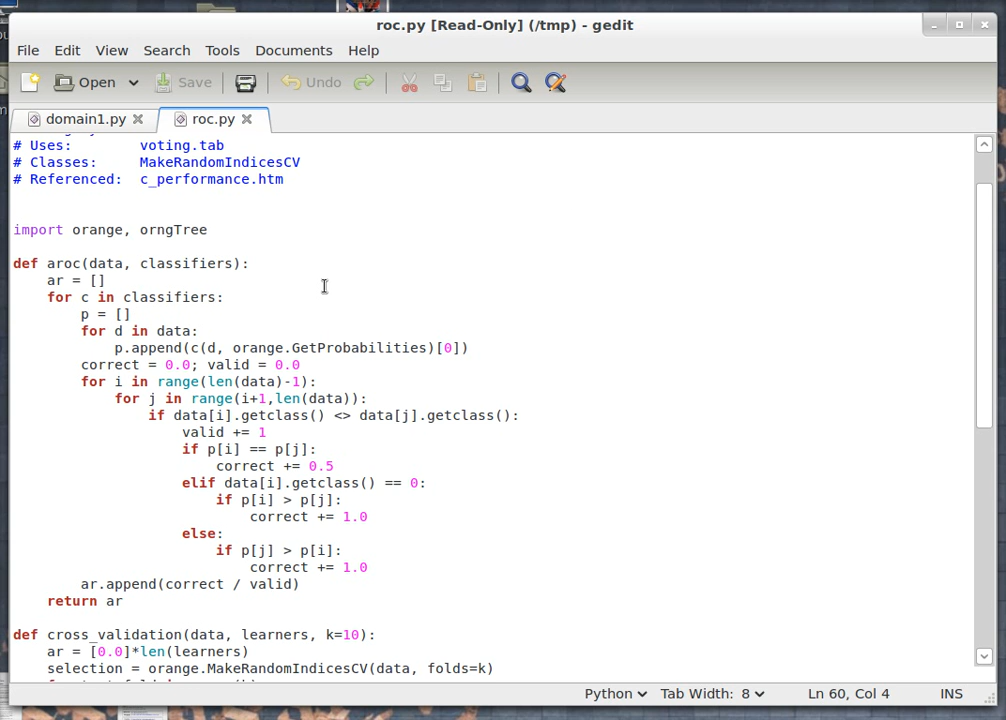 roc.py [Read-Only] (/tmp) - gedit
File Edit View Search Tools Documents Help
Open Save Undo
domain1.py roc.py
# Uses: voting.tab
# Classes: MakeRandomIndicesCV
# Referenced: c_performance.htm
import orange, orngTree
def aroc(data, classifiers):
    ar = []
    for c in classifiers:
        p = []
        for d in data:
            p.append(c(d, orange.GetProbabilities)[0])
        correct = 0.0; valid = 0.0
        for i in range(len(data)-1):
            for j in range(i+1,len(data)):
                if data[i].getclass() <> data[j].getclass():
                    valid += 1
                    if p[i] == p[j]:
                        correct += 0.5
                    elif data[i].getclass() == 0:
                        if p[i] > p[j]:
                            correct += 1.0
                    else:
                        if p[j] > p[i]:
                            correct += 1.0
        ar.append(correct / valid)
    return ar
def cross_validation(data, learners, k=10):
    ar = [0.0]*len(learners)
    selection = orange.MakeRandomIndicesCV(data, folds=k)
Python Tab Width: 8 Ln 60, Col 4 INS